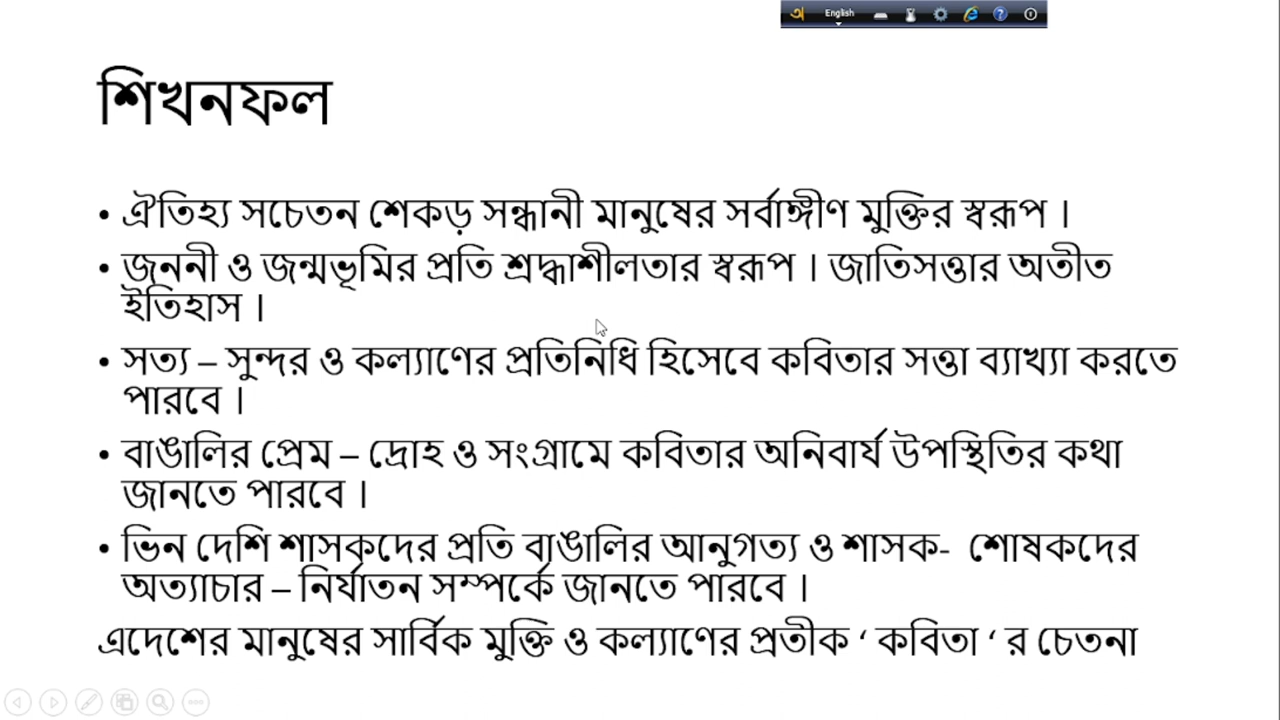 English
শিখনফল
• ঐতিহ্য সচেতন শেকড় সন্ধানী মানুষের সর্বাঙ্গীণ মুক্তির স্বরূপ ।
• জননী ও জন্মভূমির প্রতি শ্রদ্ধাশীলতার স্বরূপ । জাতিসত্তার অতীত
ইতিহাস ।
• সত্য – সুন্দর ও কল্যাণের প্রতিনিধি হিসেবে কবিতার সত্তা ব্যাখ্যা করতে
পারবে ।
• বাঙালির প্রেম – দ্রোহ ও সংগ্রামে কবিতার অনিবার্য উপস্থিতির কথা
জানতে পারবে ।
• ভিন দেশি শাসকদের প্রতি বাঙালির আনুগত্য ও শাসক- শোষকদের
অত্যাচার – নির্যাতন সম্পর্কে জানতে পারবে ।
এদেশের মানুষের সার্বিক মুক্তি ও কল্যাণের প্রতীক ‘ কবিতা ‘ র চেতনা